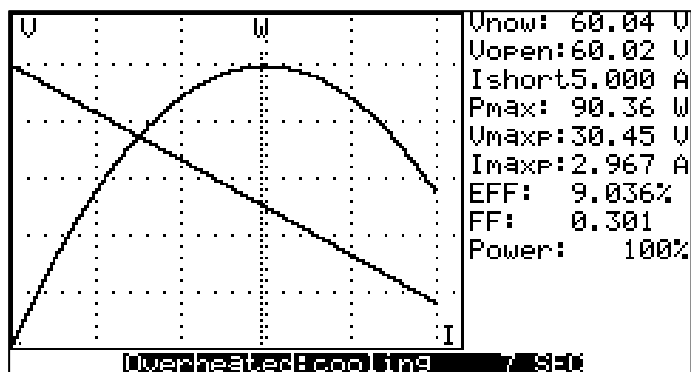 V W
I
Vnow: 60.04 V
Vopen:60.02 V
Ishort5.000 A
Pmax: 90.36 W
Vmaxp:30.45 V
Imaxp:2.967 A
EFF: 9.036%
FF: 0.301
Power: 100%
Overheated:cooling 7 SEC